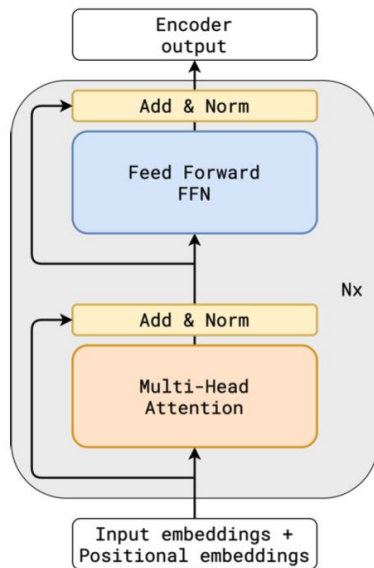 Encoder
output
Add & Norm
Feed Forward
FFN
Nx
Add & Norm
Multi-Head
Attention
Input embeddings +
Positional embeddings